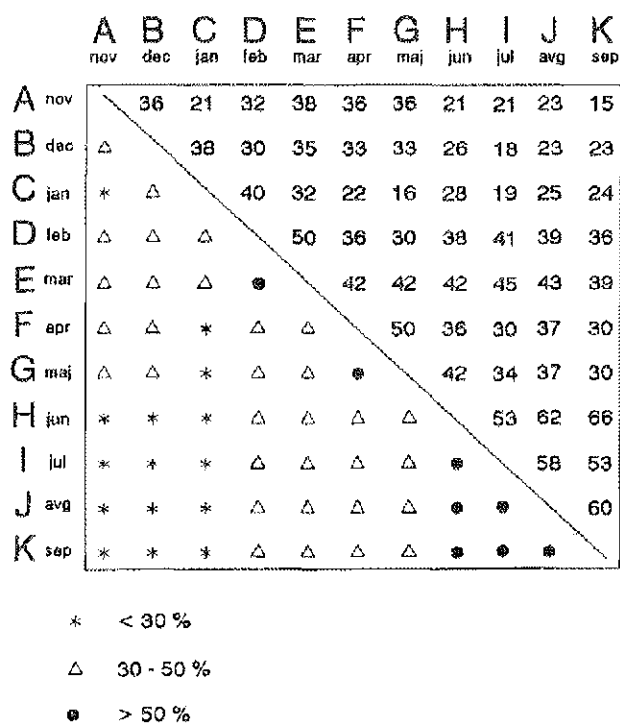 A B C D E F G H I J K
nov dec jan feb mar apr maj jun jul avg sep
A nov 36 21 32 38 36 36 21 21 23 15
B dec 38 30 35 33 33 26 18 23 23
C jan 40 32 22 16 28 19 25 24
D feb 50 36 30 38 41 39 36
E mar 42 42 42 45 43 39
F apr 50 36 30 37 30
G maj 42 34 37 30
H jun 53 62 66
I jul 58 53
J avg 60
K sep
* < 30 %
△ 30 - 50 %
● > 50 %